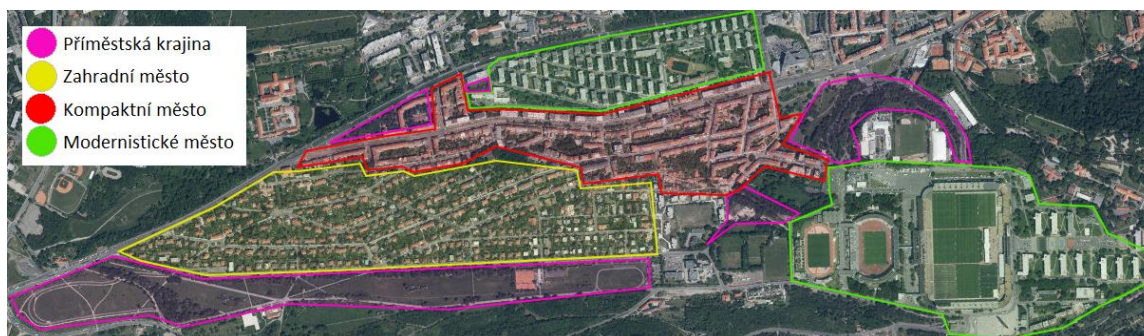 Příměstská krajina
Zahradní město
Kompaktní město
Modernistické město